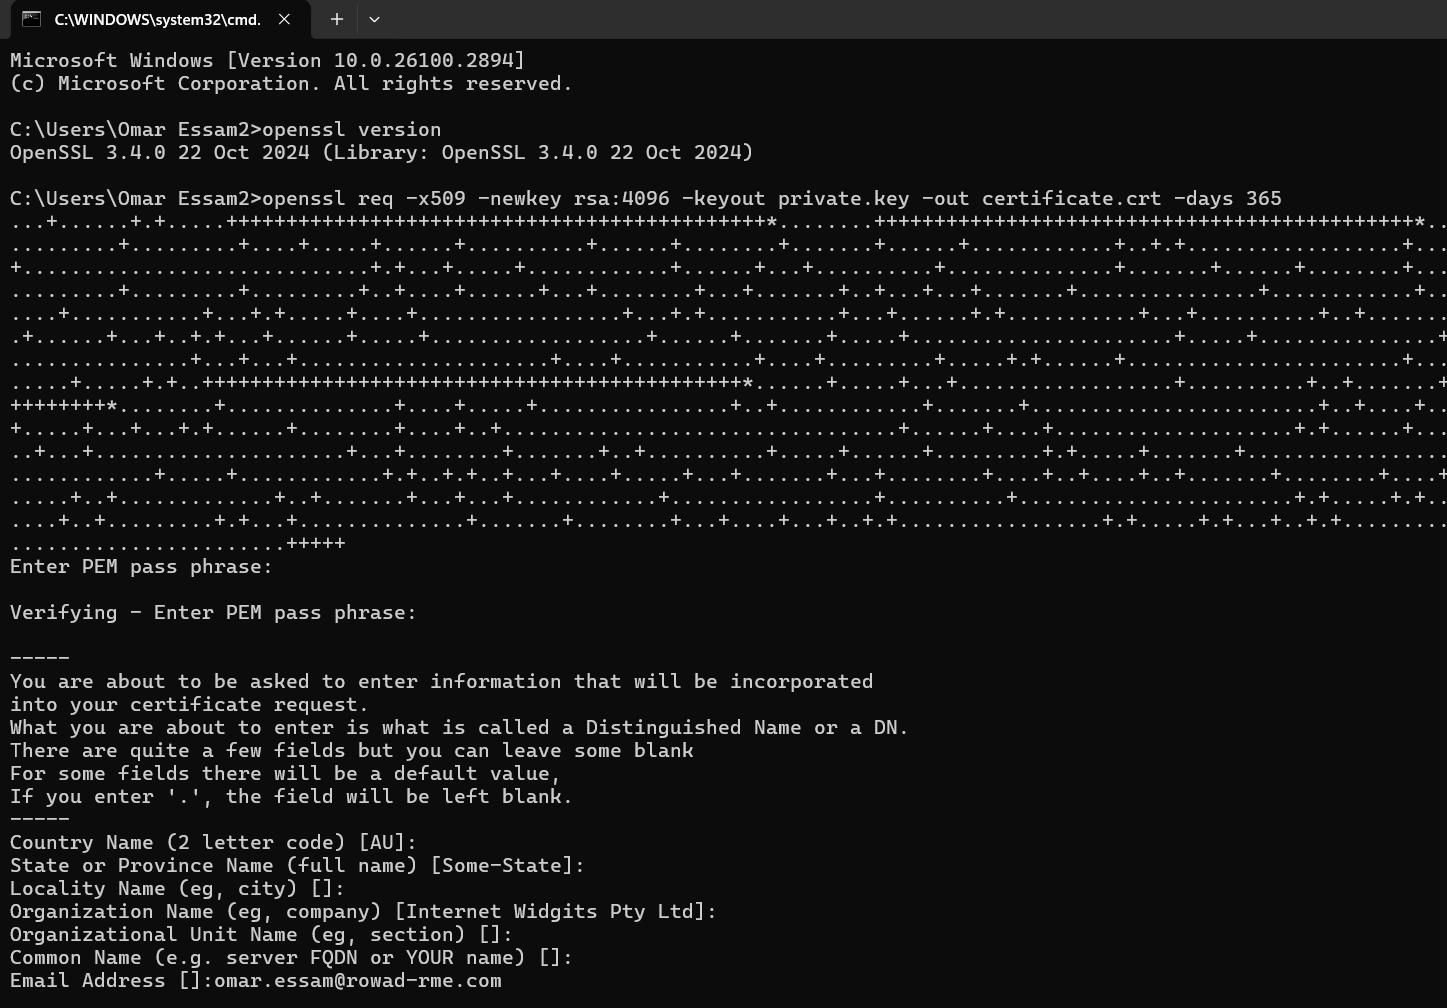 C:\WINDOWS\system32\cmd.
Microsoft Windows [Version 10.0.26100.2894]
(c) Microsoft Corporation. All rights reserved.
C:\Users\Omar Essam2>openssl version
OpenSSL 3.4.0 22 Oct 2024 (Library: OpenSSL 3.4.0 22 Oct 2024)
C:\Users\Omar Essam2>openssl req -x509 -newkey rsa:4096 -keyout private.key -out certificate.crt -days 365
Enter PEM pass phrase:
Verifying - Enter PEM pass phrase:
-----
You are about to be asked to enter information that will be incorporated
into your certificate request.
What you are about to enter is what is called a Distinguished Name or a DN.
There are quite a few fields but you can leave some blank
For some fields there will be a default value,
If you enter '.', the field will be left blank.
-----
Country Name (2 letter code) [AU]:
State or Province Name (full name) [Some-State]:
Locality Name (eg, city) []:
Organization Name (eg, company) [Internet Widgits Pty Ltd]:
Organizational Unit Name (eg, section) []:
Common Name (e.g. server FQDN or YOUR name) []:
Email Address []:omar.essam@rowad-rme.com